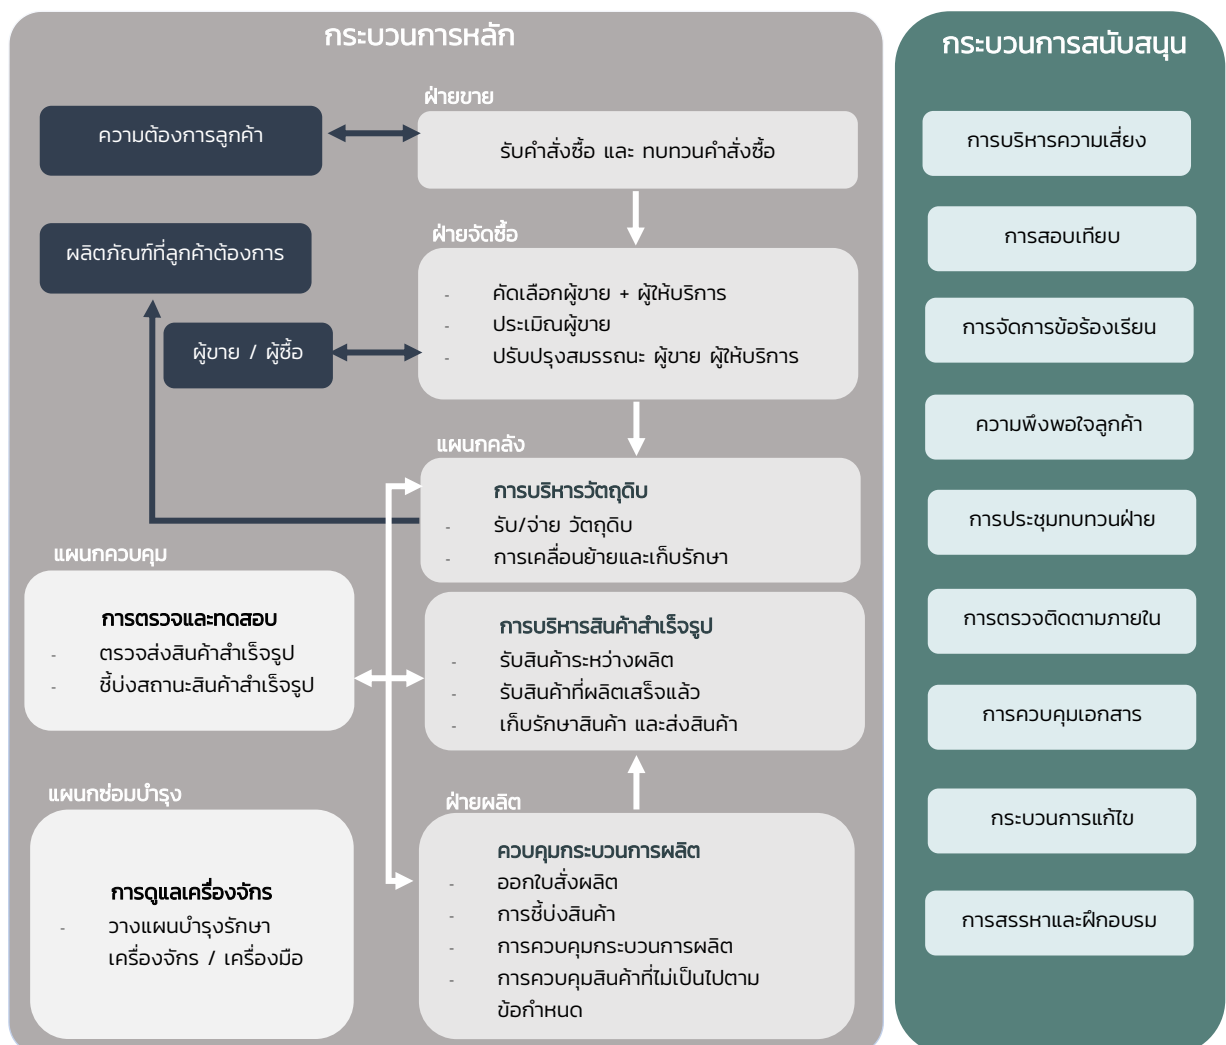 กระบวนการหลัก
ฝ่ายขาย
ความต้องการลูกค้า
รับคำสั่งซื้อ และ ทบทวนคำสั่งซื้อ
ฝ่ายจัดซื้อ
ผลิตภัณฑ์ที่ลูกค้าต้องการ
ผู้ขาย / ผู้ซื้อ
- คัดเลือกผู้ขาย + ผู้ให้บริการ
- ประเมิณผู้ขาย
- ปรับปรุงสมรรถนะ ผู้ขาย ผู้ให้บริการ
แผนกคลัง
การบริหารวัตถุดิบ
- รับ/จ่าย วัตถุดิบ
- การเคลื่อนย้ายและเก็บรักษา
แผนกควบคุม
การตรวจและทดสอบ
- ตรวจส่งสินค้าสำเร็จรูป
- ชี้บ่งสถานะสินค้าสำเร็จรูป
การบริหารสินค้าสำเร็จรูป
- รับสินค้าระหว่างผลิต
- รับสินค้าที่ผลิตเสร็จแล้ว
- เก็บรักษาสินค้า และส่งสินค้า
แผนกซ่อมบำรุง
การดูแลเครื่องจักร
- วางแผนบำรุงรักษา
เครื่องจักร / เครื่องมือ
ฝ่ายผลิต
ควบคุมกระบวนการผลิต
- ออกใบสั่งผลิต
- การชี้บ่งสินค้า
- การควบคุมกระบวนการผลิต
- การควบคุมสินค้าที่ไม่เป็นไปตาม
ข้อกำหนด
กระบวนการสนับสนุน
การบริหารความเสี่ยง
การสอบเทียบ
การจัดการข้อร้องเรียน
ความพึงพอใจลูกค้า
การประชุมทบทวนฝ่าย
การตรวจติดตามภายใน
การควบคุมเอกสาร
กระบวนการแก้ไข
การสรรหาและฝึกอบรม